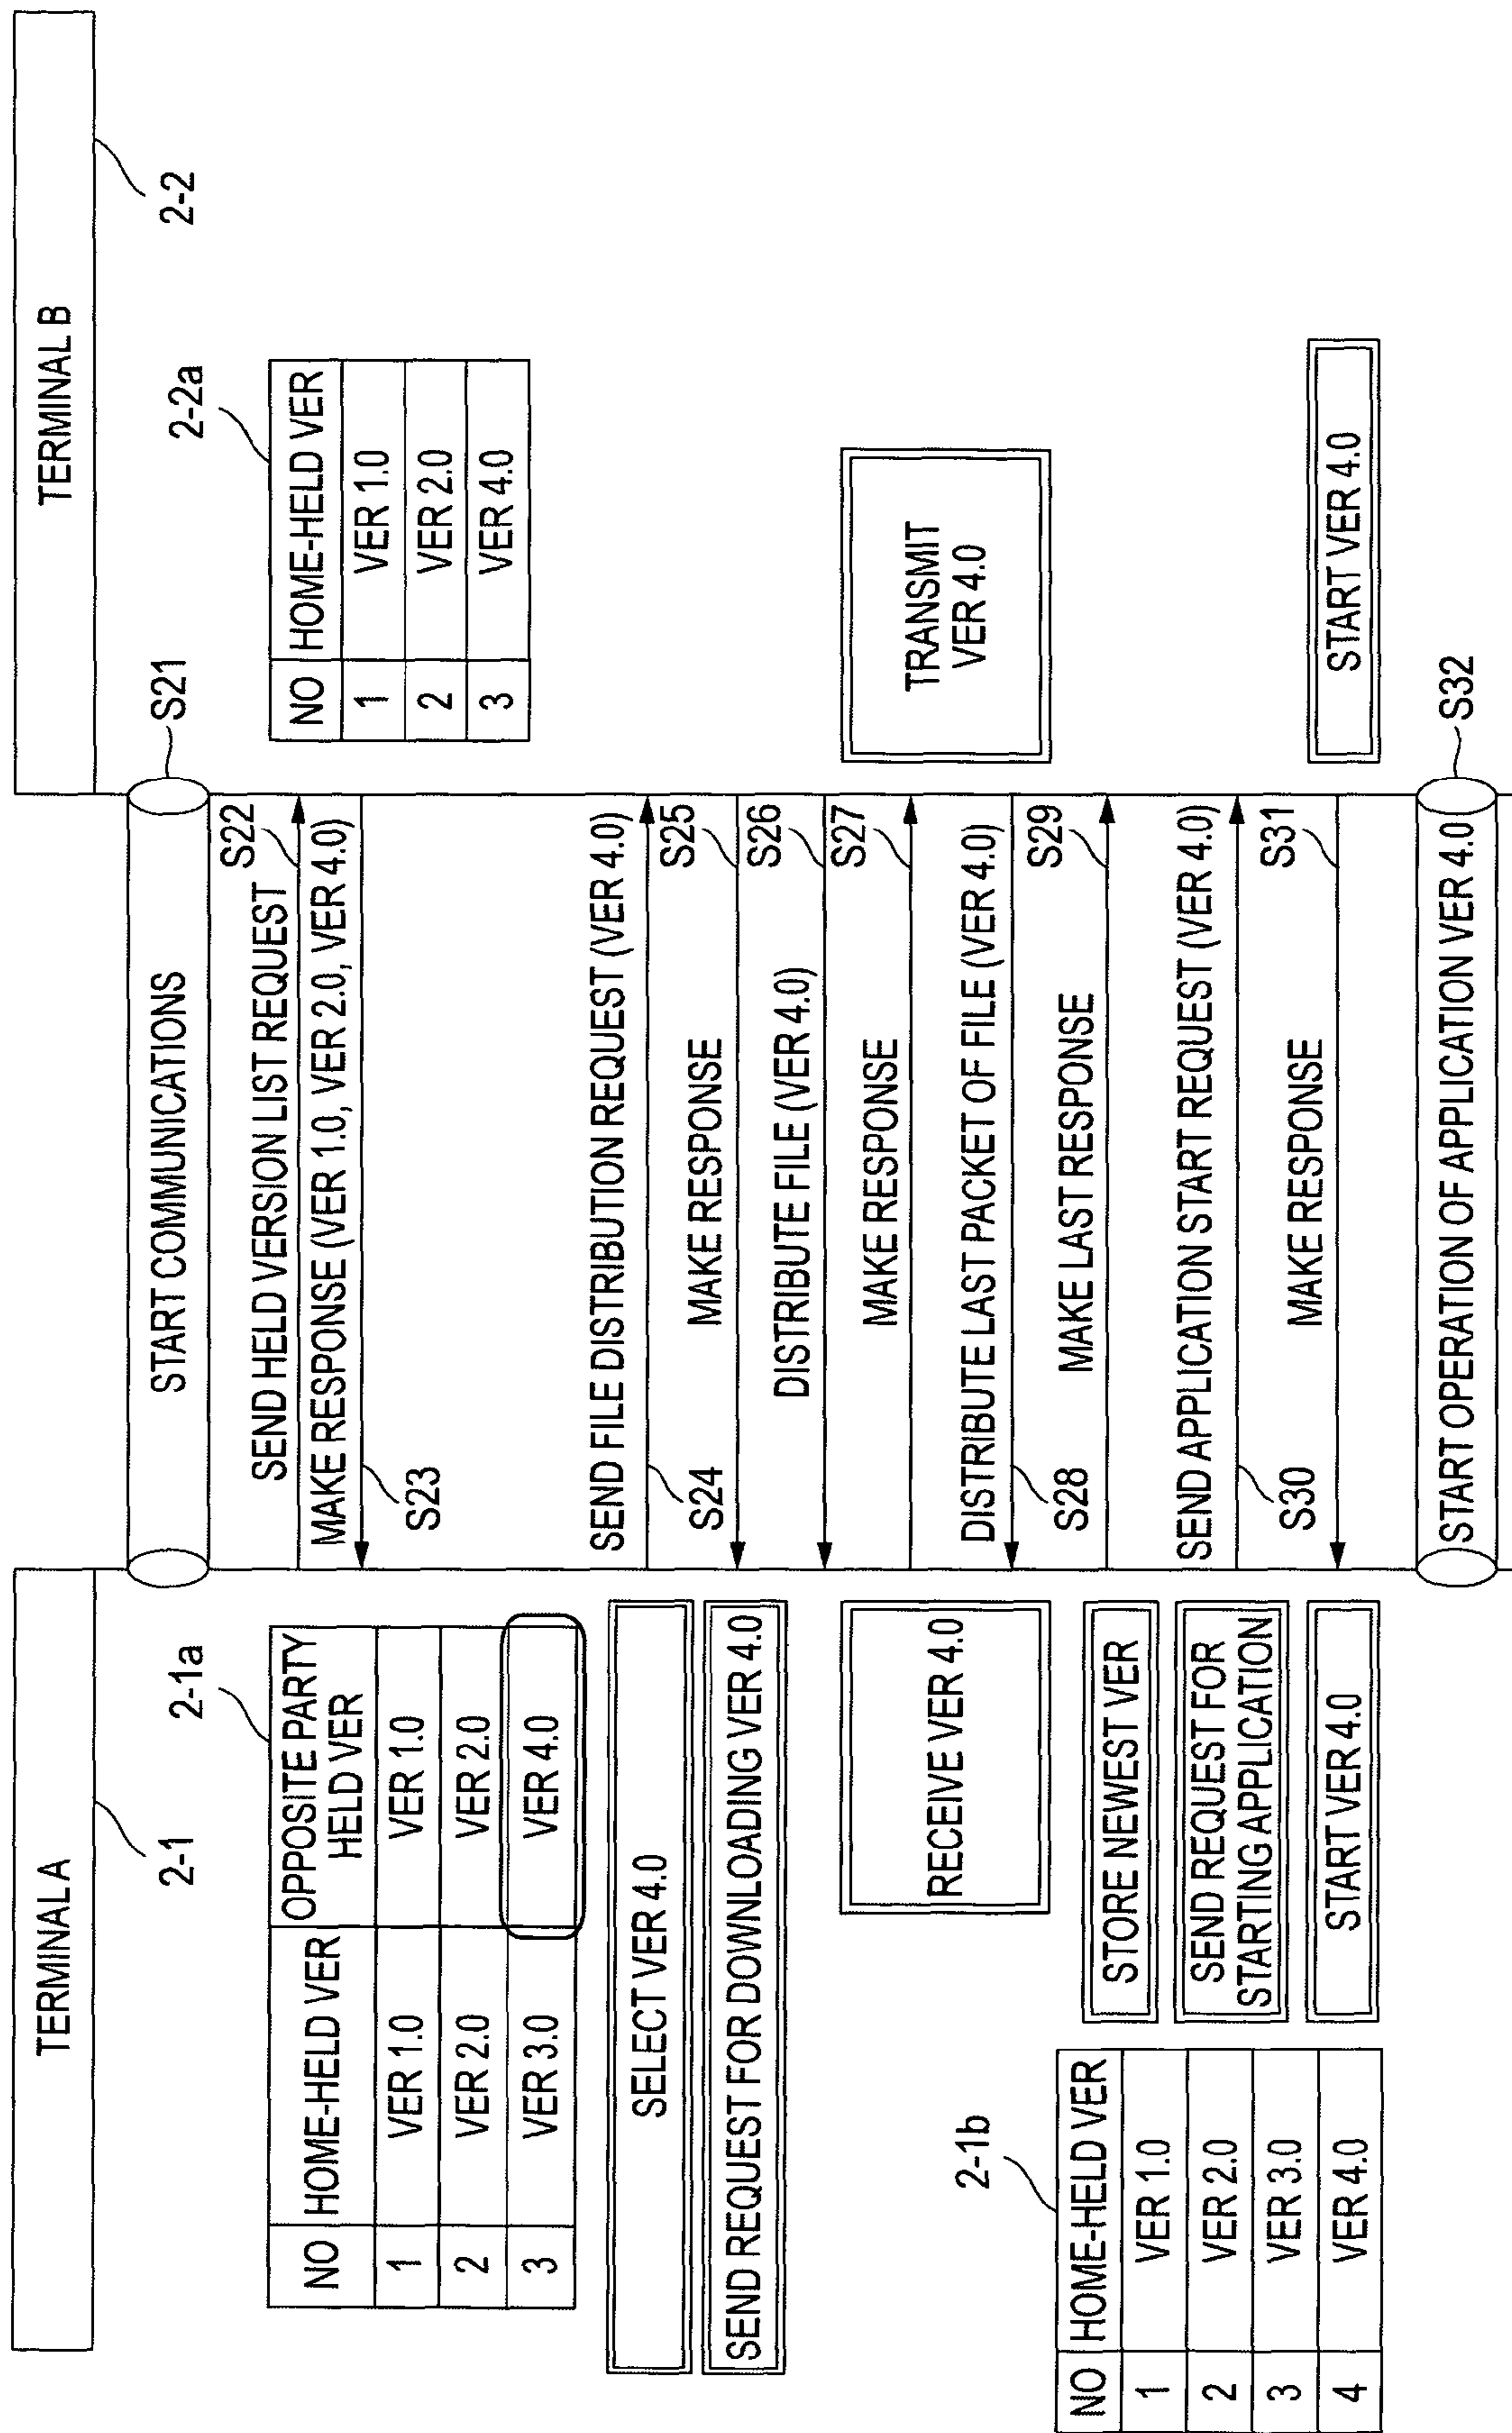 TERMINAL A
TERMINAL B
2-1
2-2
START COMMUNICATIONS
S21
2-1a
NO HOME-HELD VER OPPOSITE PARTY
HELD VER
1 VER 1.0 VER 1.0
2 VER 2.0 VER 2.0
3 VER 3.0 VER 4.0
2-2a
NO HOME-HELD VER
1 VER 1.0
2 VER 2.0
3 VER 4.0
SEND HELD VERSION LIST REQUEST
S22
MAKE RESPONSE (VER 1.0, VER 2.0, VER 4.0)
S23
SELECT VER 4.0
SEND FILE DISTRIBUTION REQUEST (VER 4.0)
S24
SEND REQUEST FOR DOWNLOADING VER 4.0
MAKE RESPONSE
S25
DISTRIBUTE FILE (VER 4.0)
S26
RECEIVE VER 4.0
MAKE RESPONSE
S27
TRANSMIT
VER 4.0
DISTRIBUTE LAST PACKET OF FILE (VER 4.0)
S28
MAKE LAST RESPONSE
S29
2-1b
NO HOME-HELD VER
1 VER 1.0
2 VER 2.0
3 VER 3.0
4 VER 4.0
STORE NEWEST VER
SEND REQUEST FOR
STARTING APPLICATION
SEND APPLICATION START REQUEST (VER 4.0)
S30
START VER 4.0
MAKE RESPONSE
S31
START VER 4.0
START OPERATION OF APPLICATION VER 4.0
S32